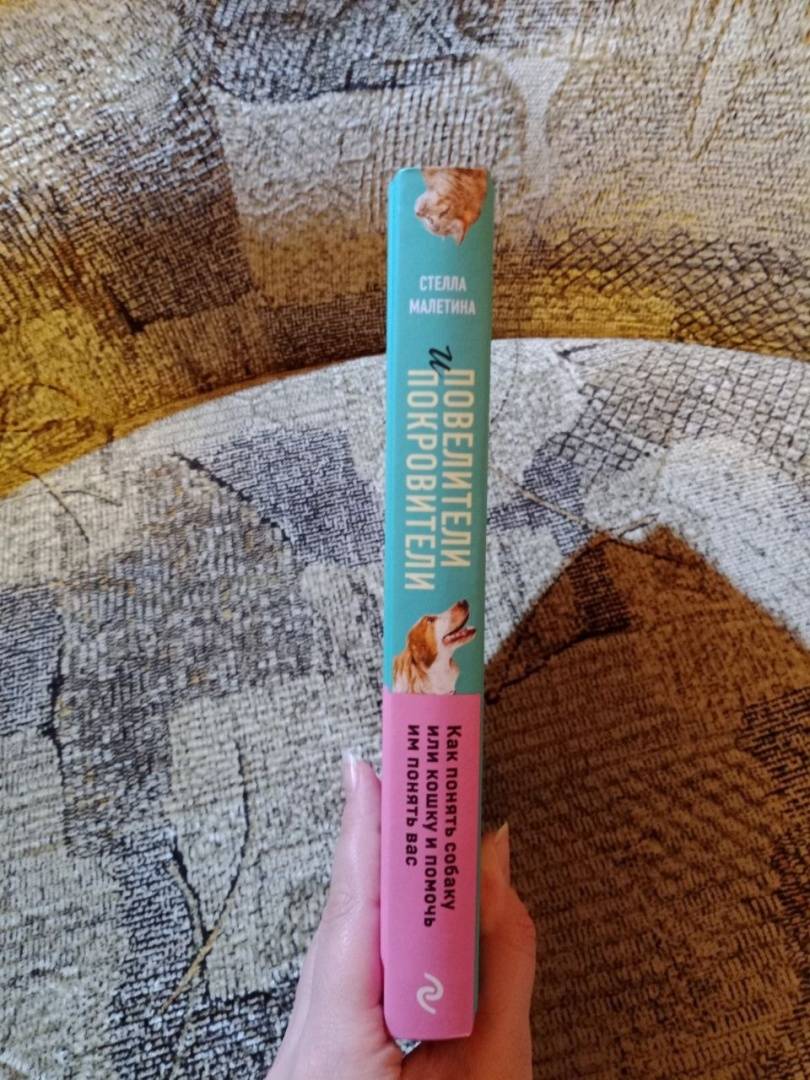 СТЕЛЛА
МАЛЕТИНА
ПОВЕЛИТЕЛИ
И ПОКРОВИТЕЛИ
Как понять собаку
или кошку и помочь
им понять вас